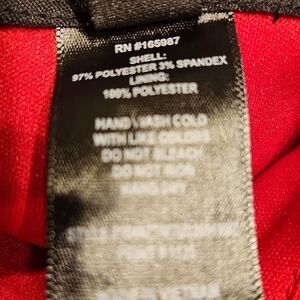 RN #165987
SHELL:
97% POLYESTER 3% SPANDEX
LINING:
100% POLYESTER
HAND WASH COLD
WITH LIKE COLORS
DO NOT BLEACH
DO NOT IRON
HANG DRY